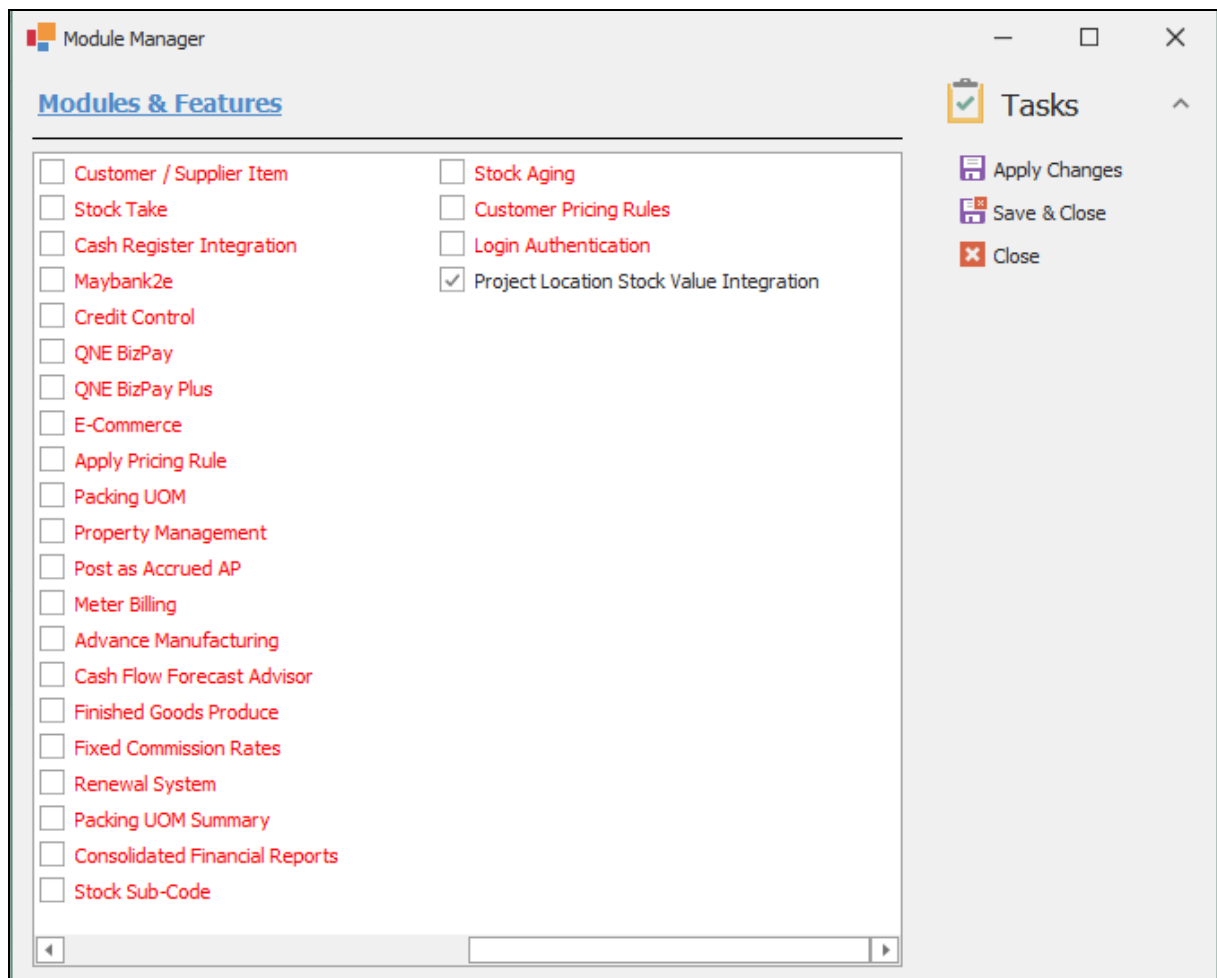 Module Manager
Modules & Features
Customer / Supplier Item
Stock Take
Cash Register Integration
Maybank2e
Credit Control
QNE BizPay
QNE BizPay Plus
E-Commerce
Apply Pricing Rule
Packing UOM
Property Management
Post as Accrued AP
Meter Billing
Advance Manufacturing
Cash Flow Forecast Advisor
Finished Goods Produce
Fixed Commission Rates
Renewal System
Packing UOM Summary
Consolidated Financial Reports
Stock Sub-Code
Stock Aging
Customer Pricing Rules
Login Authentication
Project Location Stock Value Integration
Tasks
Apply Changes
Save & Close
Close